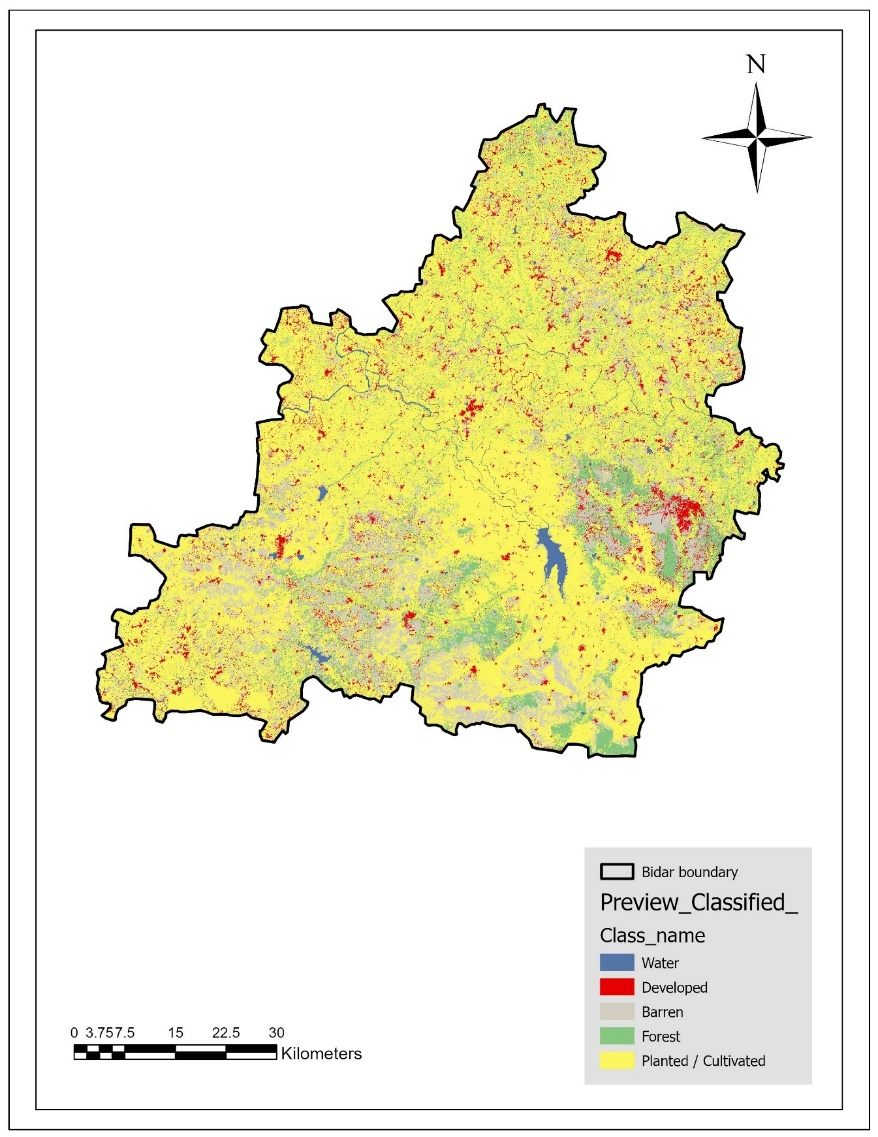 N
Bidar boundary
Preview_Classified_
Class_name
Water
Developed
Barren
Forest
Planted / Cultivated
0 3.757.5 15 22.5 30
Kilometers